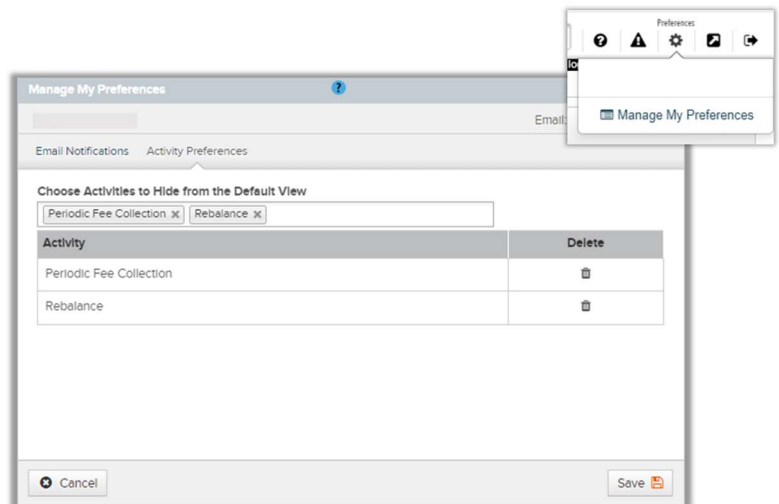 Preferences
lo
Manage My Preferences
Manage My Preferences ?
Email:
Email Notifications Activity Preferences
Choose Activities to Hide from the Default View
Periodic Fee Collection x Rebalance x
Activity Delete
Periodic Fee Collection
Rebalance
Cancel Save